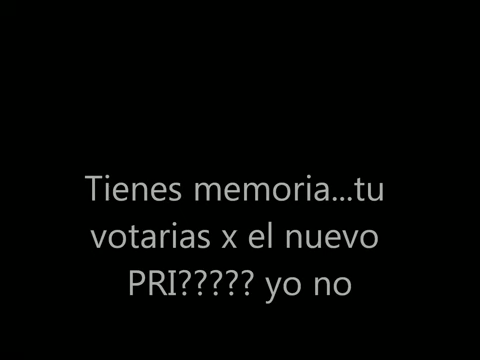 Tienes memoria...tu
votarias x el nuevo
PRI????? yo no